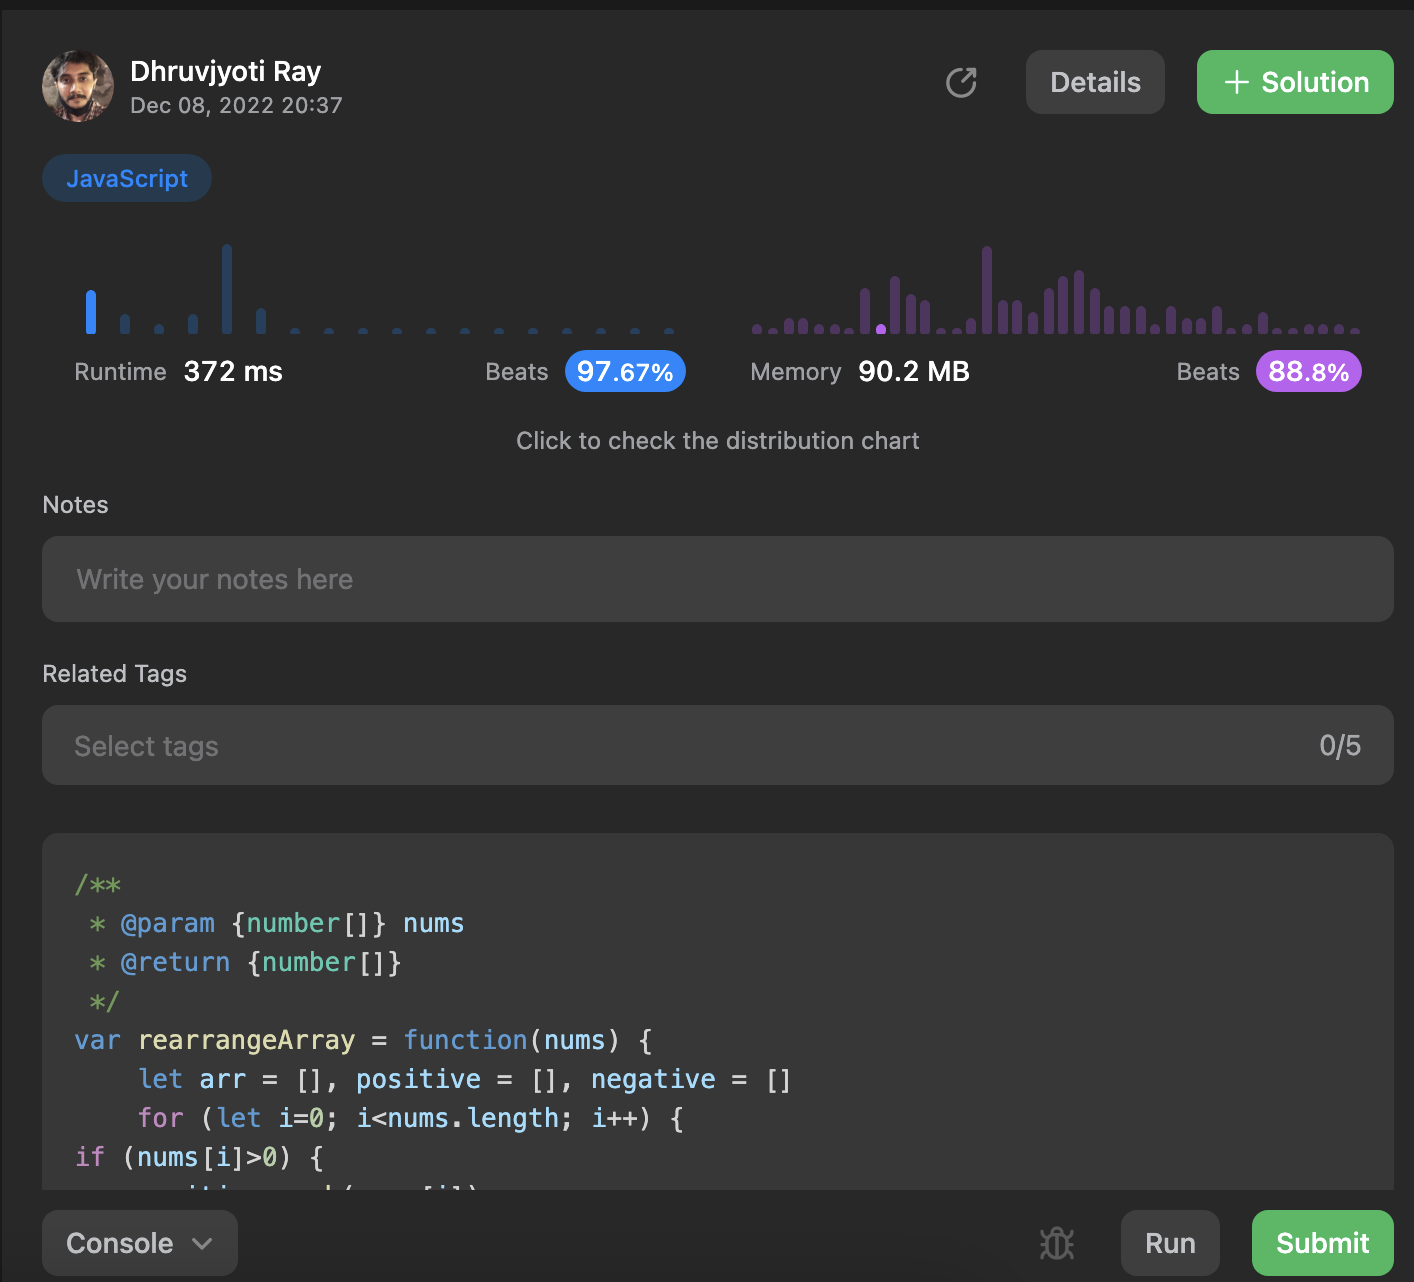 Dhruvjyoti Ray
Dec 08, 2022 20:37
Details
+ Solution
JavaScript
Runtime 372 ms Beats 97.67%
Memory 90.2 MB Beats 88.8%
Click to check the distribution chart
Notes
Write your notes here
Related Tags
Select tags 0/5
/**
 * @param {number[]} nums
 * @return {number[]}
 */
var rearrangeArray = function(nums) {
    let arr = [], positive = [], negative = []
    for (let i=0; i<nums.length; i++) {
if (nums[i]>0) {
Console
Run
Submit